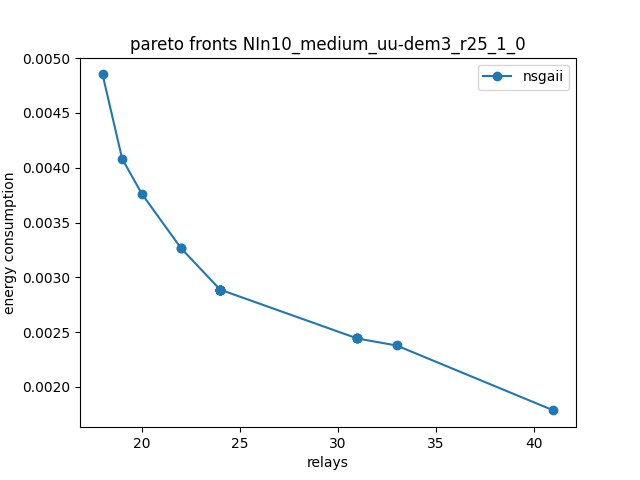 pareto fronts NIn10_medium_uu-dem3_r25_1_0
nsgaii
energy consumption
0.0050
0.0045
0.0040
0.0035
0.0030
0.0025
0.0020
20 25 30 35 40
relays